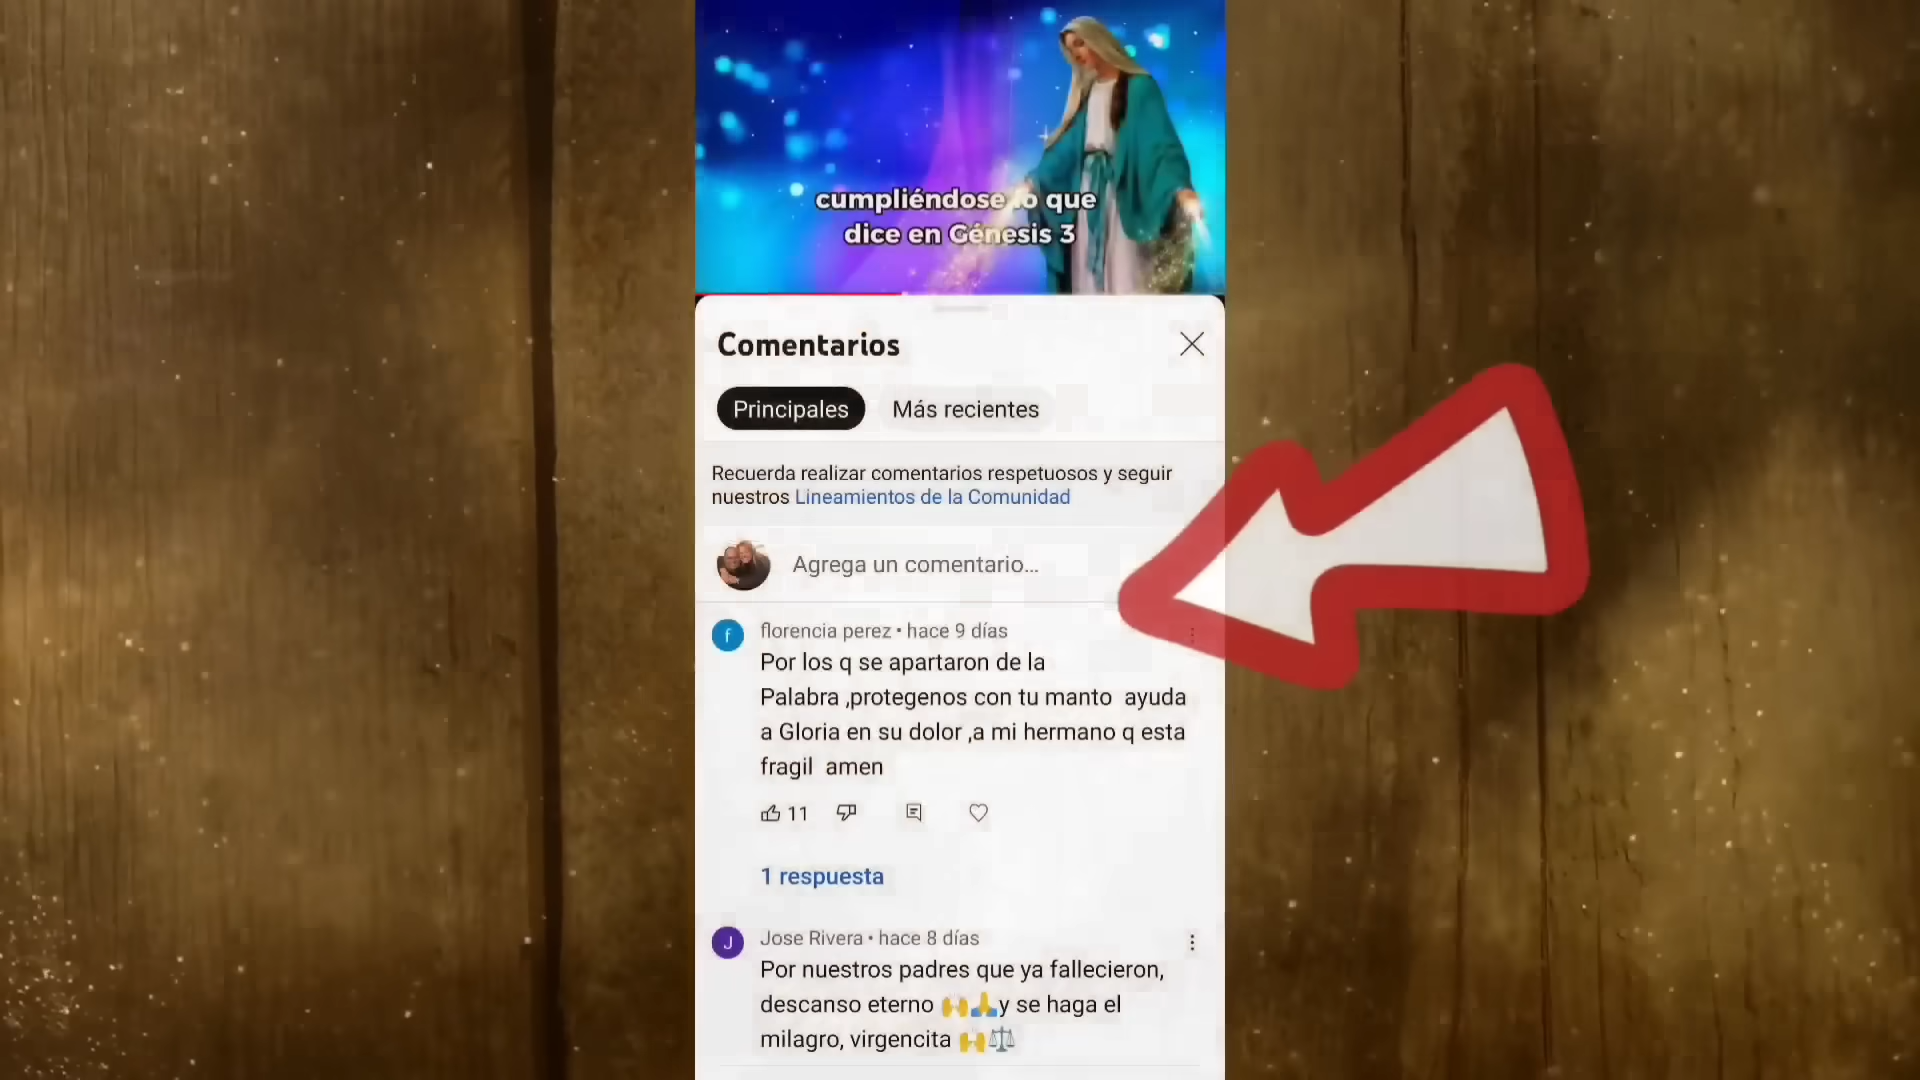 cumpliéndose lo que
dice en Génesis 3
Comentarios
Principales
Más recientes
Recuerda realizar comentarios respetuosos y seguir
nuestros Lineamientos de la Comunidad
Agrega un comentario...
f
florencia perez • hace 9 días
Por los q se apartaron de la
Palabra ,protegenos con tu manto ayuda
a Gloria en su dolor ,a mi hermano q esta
fragil amen
11
1 respuesta
J
Jose Rivera • hace 8 días
Por nuestros padres que ya fallecieron,
descanso eterno 🙌🙏y se haga el
milagro, virgencita 🙌⚖️